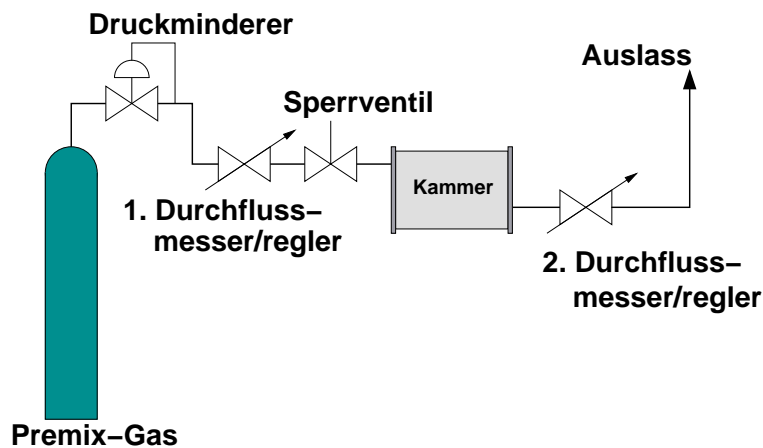 Druckminderer
Auslass
Sperrventil
Kammer
1. Durchfluss–
messer/regler
2. Durchfluss–
messer/regler
Premix–Gas